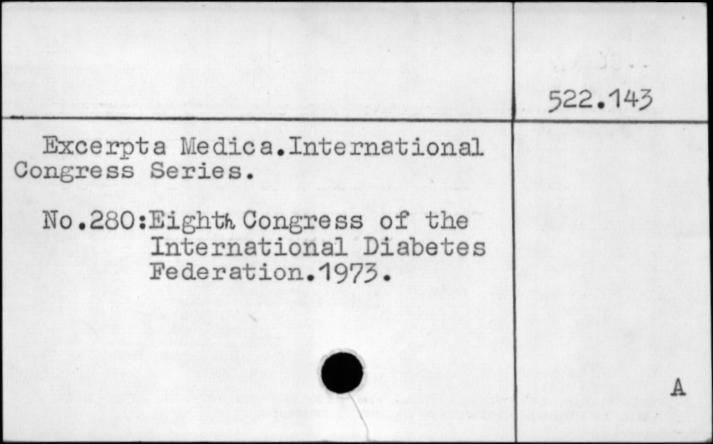 522.143
Excerpta Medica.International
Congress Series.
No.280:Eighth Congress of the
International Diabetes
Federation.1973.
A